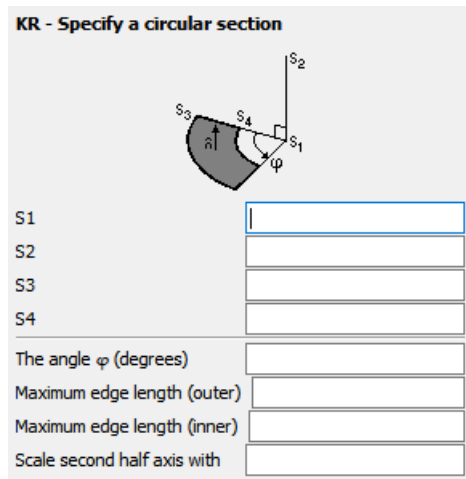 KR - Specify a circular section
S2
S3
S4
n̂
S1
φ
S1
S2
S3
S4
The angle φ (degrees)
Maximum edge length (outer)
Maximum edge length (inner)
Scale second half axis with